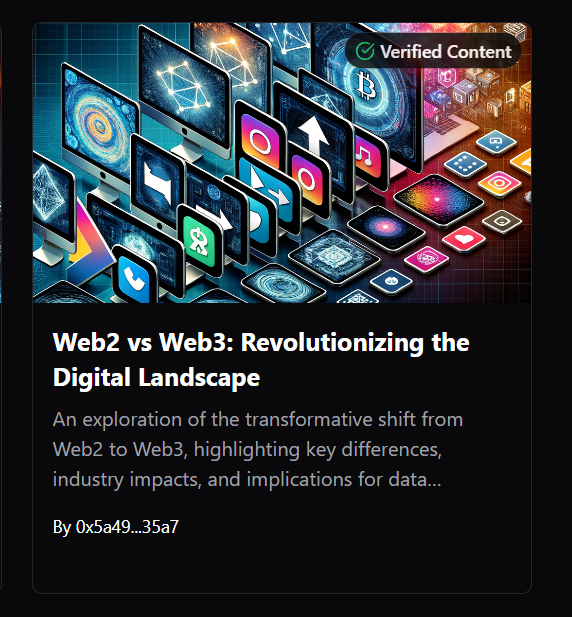 Verified Content
Web2 vs Web3: Revolutionizing the
Digital Landscape
An exploration of the transformative shift from
Web2 to Web3, highlighting key differences,
industry impacts, and implications for data...
By 0x5a49...35a7